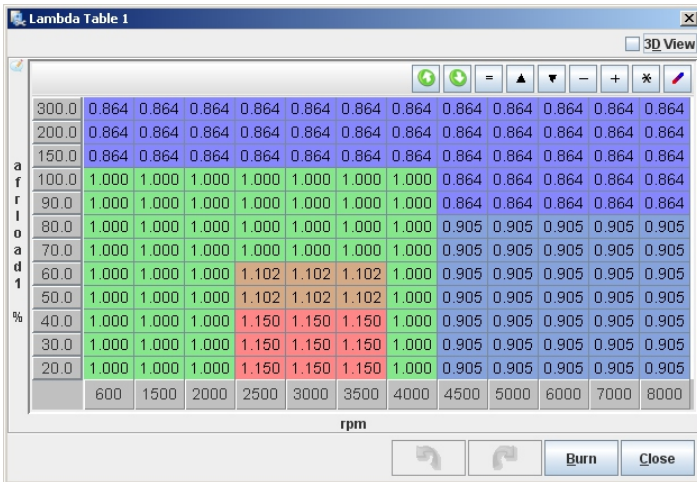 Lambda Table 1
3D View
= − + *
300.0 0.864 0.864 0.864 0.864 0.864 0.864 0.864 0.864 0.864 0.864 0.864 0.864
200.0 0.864 0.864 0.864 0.864 0.864 0.864 0.864 0.864 0.864 0.864 0.864 0.864
150.0 0.864 0.864 0.864 0.864 0.864 0.864 0.864 0.864 0.864 0.864 0.864 0.864
100.0 1.000 1.000 1.000 1.000 1.000 1.000 1.000 0.864 0.864 0.864 0.864 0.864
90.0 1.000 1.000 1.000 1.000 1.000 1.000 1.000 0.864 0.864 0.864 0.864 0.864
80.0 1.000 1.000 1.000 1.000 1.000 1.000 1.000 0.905 0.905 0.905 0.905 0.905
70.0 1.000 1.000 1.000 1.000 1.000 1.000 1.000 0.905 0.905 0.905 0.905 0.905
60.0 1.000 1.000 1.000 1.102 1.102 1.102 1.000 0.905 0.905 0.905 0.905 0.905
50.0 1.000 1.000 1.000 1.102 1.102 1.102 1.000 0.905 0.905 0.905 0.905 0.905
40.0 1.000 1.000 1.000 1.150 1.150 1.150 1.000 0.905 0.905 0.905 0.905 0.905
30.0 1.000 1.000 1.000 1.150 1.150 1.150 1.000 0.905 0.905 0.905 0.905 0.905
20.0 1.000 1.000 1.000 1.150 1.150 1.150 1.000 0.905 0.905 0.905 0.905 0.905
600 1500 2000 2500 3000 3500 4000 4500 5000 6000 7000 8000
afrload1 %
rpm
Burn Close